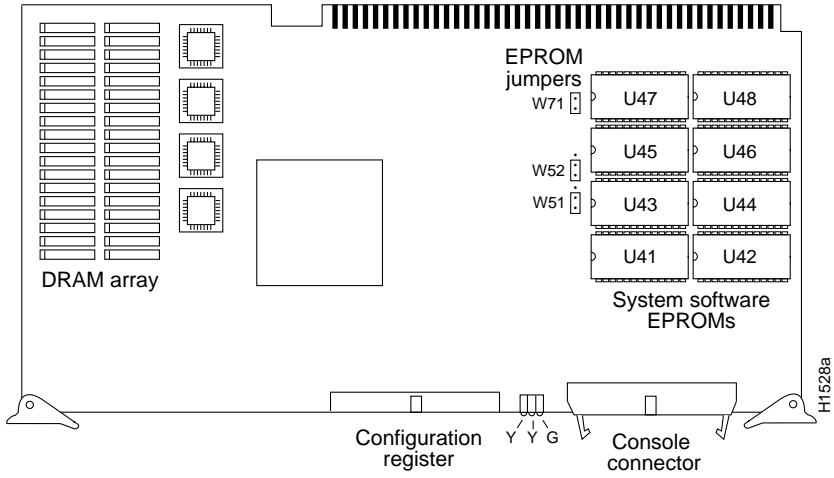 EPROM
jumpers
W71
U47
U48
U45
U46
W52
W51
U43
U44
U41
U42
DRAM array
System software
EPROMs
H1528a
Configuration
register
Y Y G
Console
connector